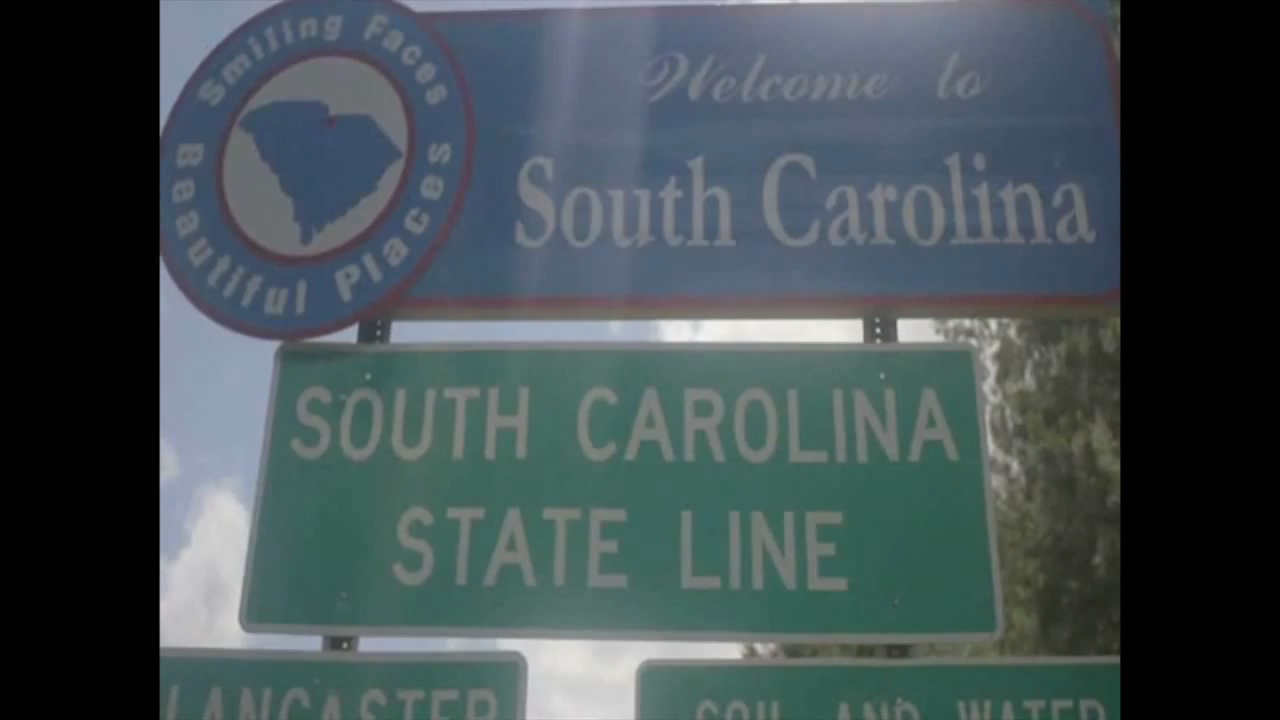 Smiling Faces
Beautiful Places
Welcome to
South Carolina
SOUTH CAROLINA
STATE LINE
LANCASTER
SOIL AND WATER